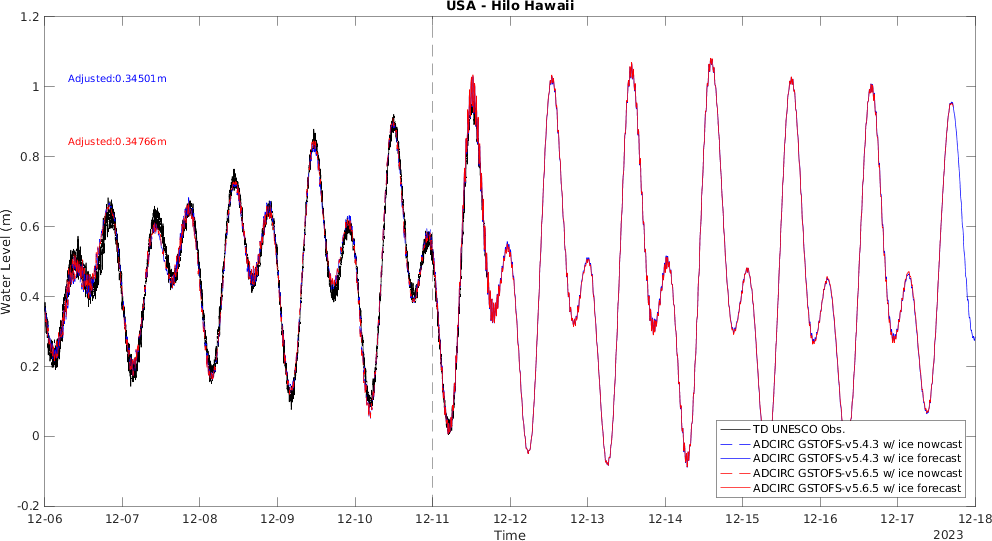 USA - Hilo Hawaii
1.2
1
0.8
0.6
0.4
0.2
0
-0.2
Water Level (m)
Adjusted:0.34501m
Adjusted:0.34766m
TD UNESCO Obs.
ADCIRC GSTOFS-v5.4.3 w/ ice nowcast
ADCIRC GSTOFS-v5.4.3 w/ ice forecast
ADCIRC GSTOFS-v5.6.5 w/ ice nowcast
ADCIRC GSTOFS-v5.6.5 w/ ice forecast
12-06 12-07 12-08 12-09 12-10 12-11 12-12 12-13 12-14 12-15 12-16 12-17 12-18
Time
2023